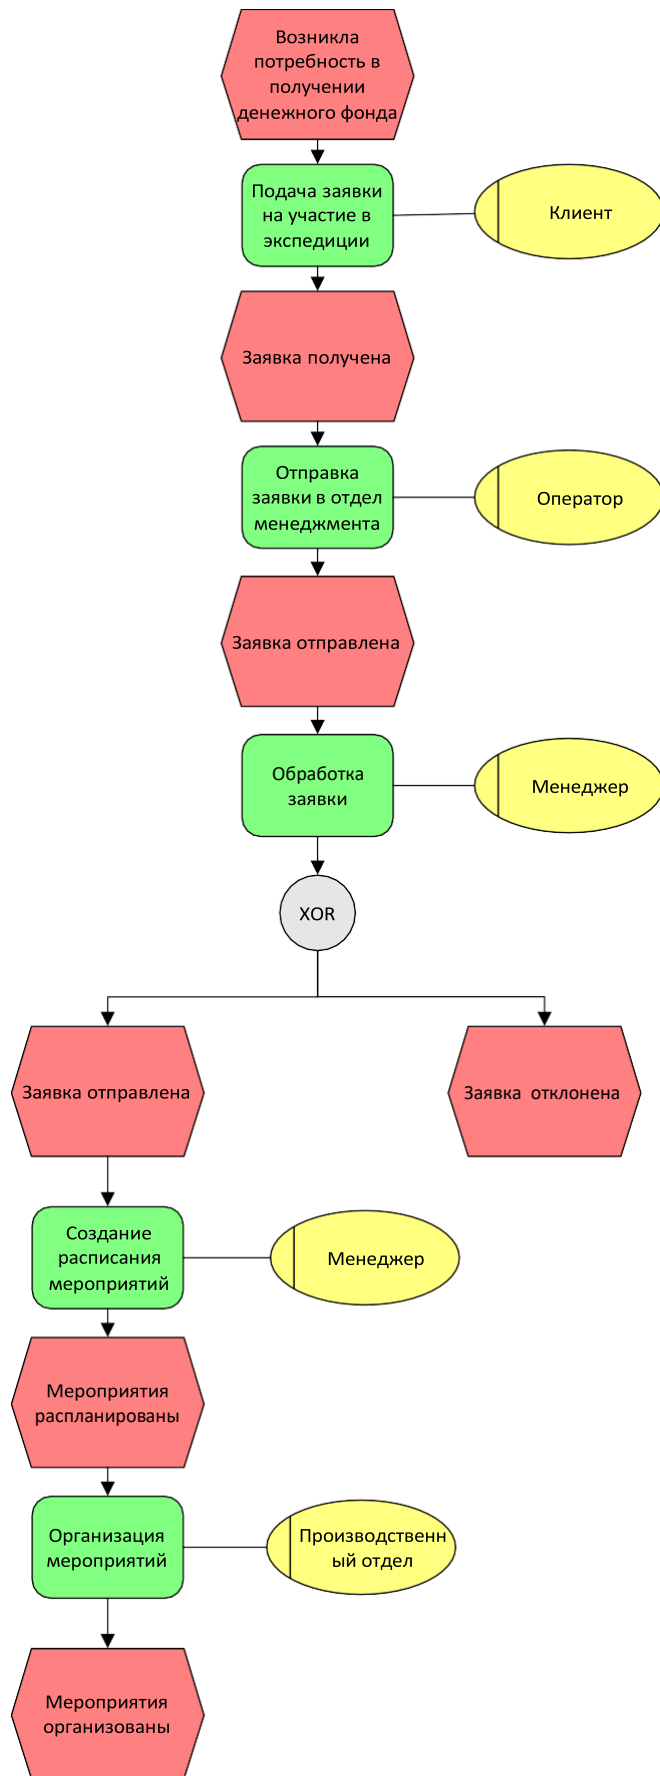 Возникла
потребность в
получении
денежного фонда
Подача заявки
на участие в
экспедиции
Клиент
Заявка получена
Отправка
заявки в отдел
менеджмента
Оператор
Заявка отправлена
Обработка
заявки
Менеджер
XOR
Заявка отправлена
Заявка отклонена
Создание
расписания
мероприятий
Менеджер
Мероприятия
распланированы
Организация
мероприятий
Производственн
ый отдел
Мероприятия
организованы